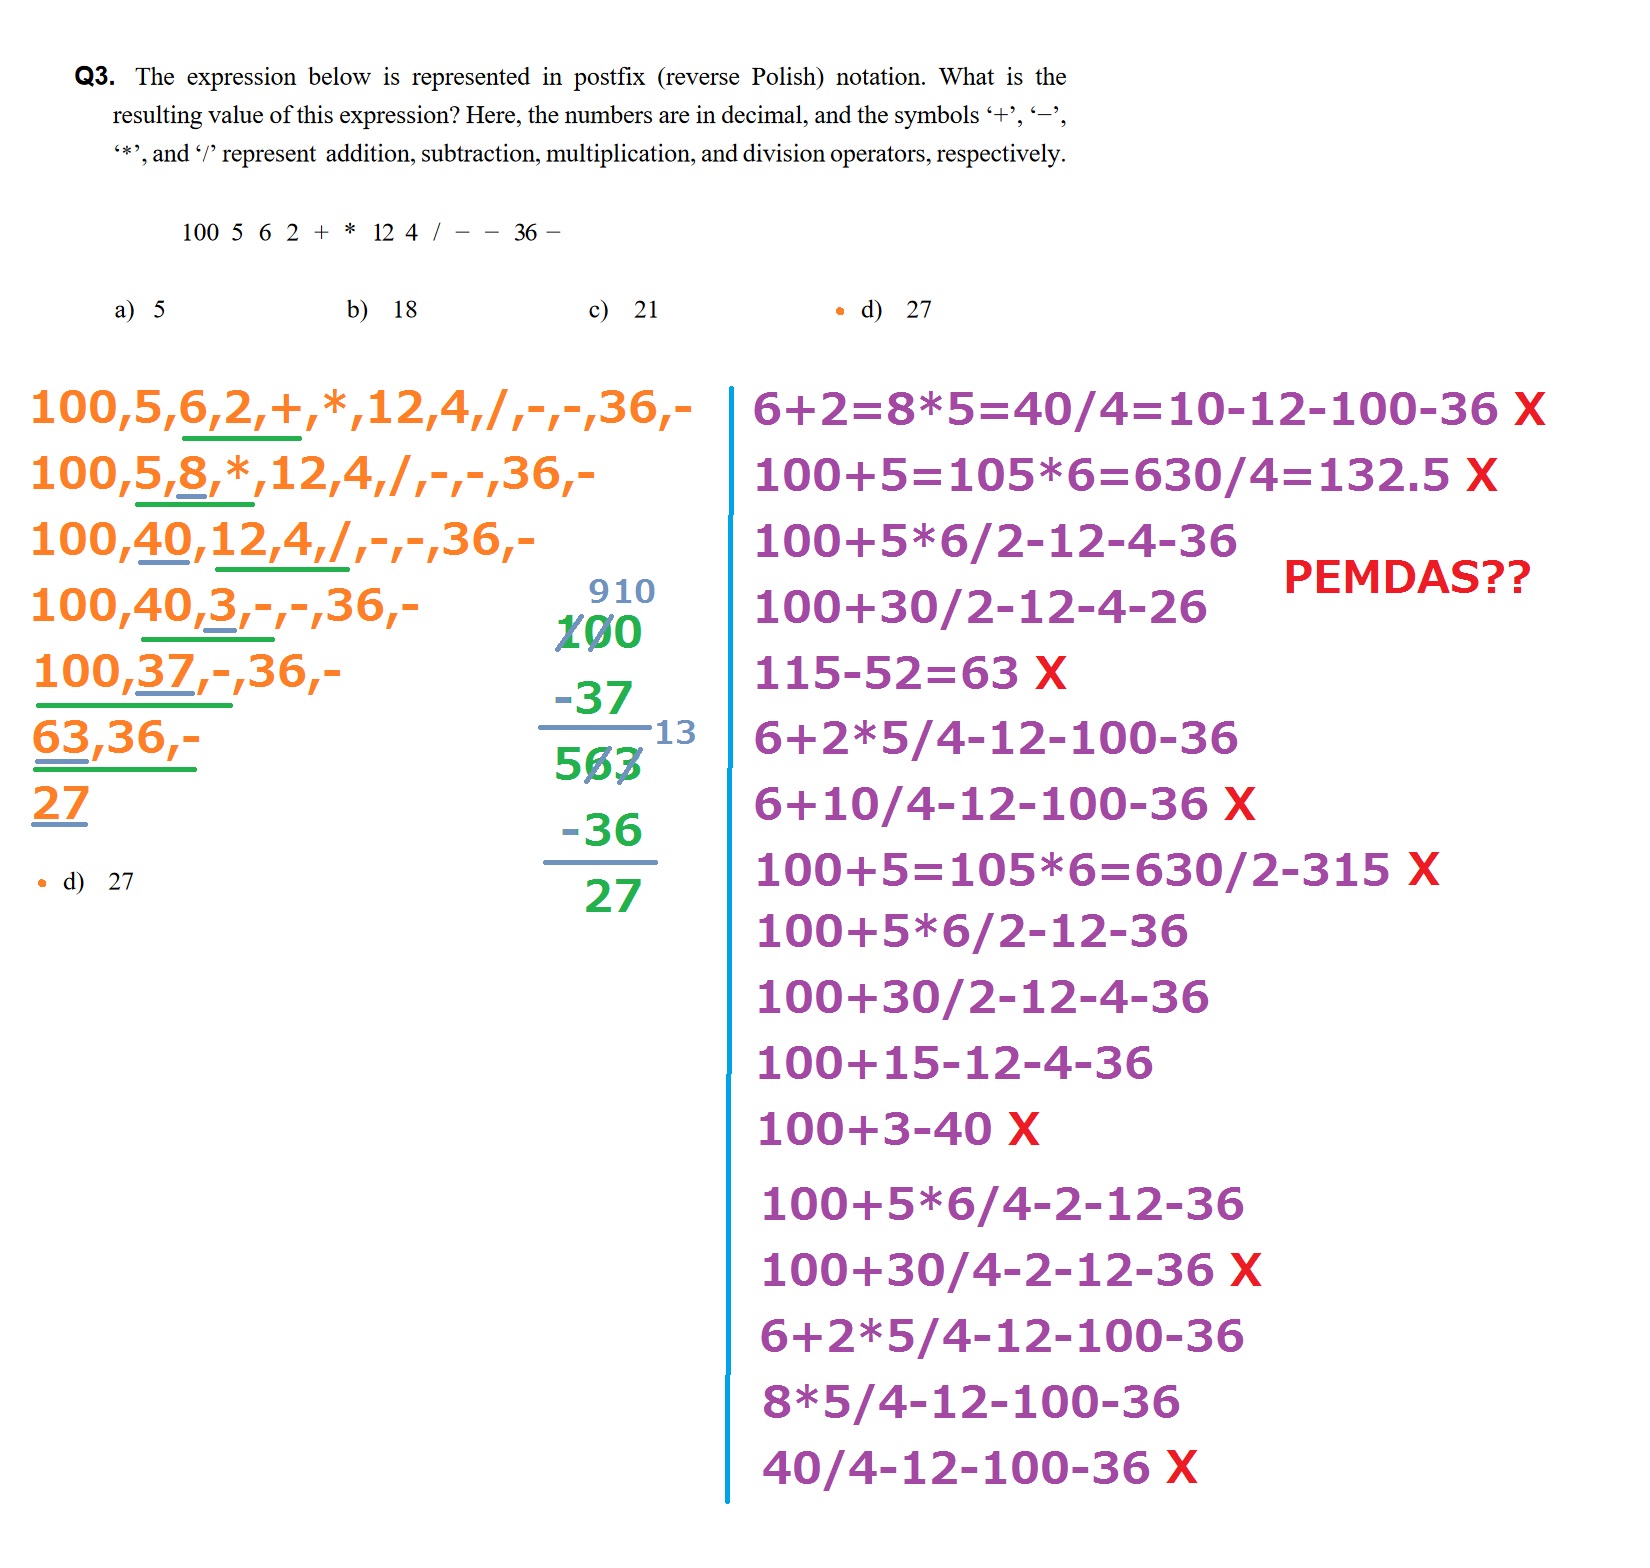 Q3. The expression below is represented in postfix (reverse Polish) notation. What is the
resulting value of this expression? Here, the numbers are in decimal, and the symbols ‘+’, ‘−’,
‘*’, and ‘/’ represent addition, subtraction, multiplication, and division operators, respectively.
100 5 6 2 + * 12 4 / − − 36 −
a) 5 b) 18 c) 21 • d) 27
100,5,6,2,+,*,12,4,/,-,-,36,-
100,5,8,*,12,4,/,-,-,36,-
100,40,12,4,/,-,-,36,-
100,40,3,-,-,36,-
100,37,-,36,-
63,36,-
27
• d) 27
910
100
-37
13
563
-36
27
6+2=8*5=40/4=10-12-100-36 X
100+5=105*6=630/4=132.5 X
100+5*6/2-12-4-36
PEMDAS??
100+30/2-12-4-26
115-52=63 X
6+2*5/4-12-100-36
6+10/4-12-100-36 X
100+5=105*6=630/2-315 X
100+5*6/2-12-36
100+30/2-12-4-36
100+15-12-4-36
100+3-40 X
100+5*6/4-2-12-36
100+30/4-2-12-36 X
6+2*5/4-12-100-36
8*5/4-12-100-36
40/4-12-100-36 X